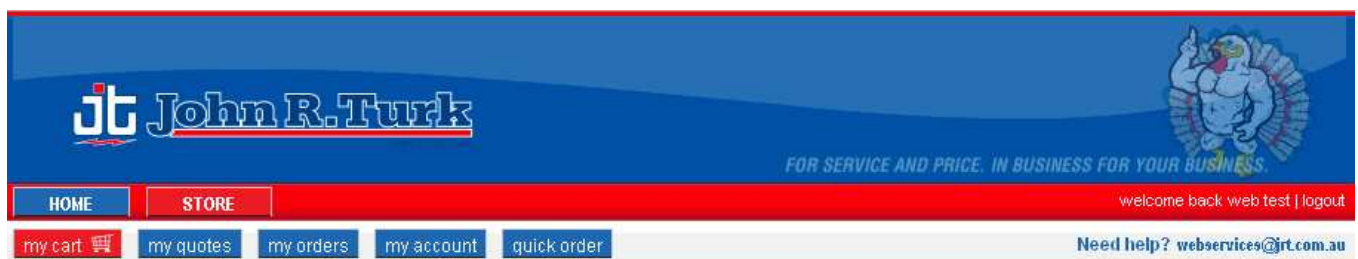 jt John R. Turk
FOR SERVICE AND PRICE. IN BUSINESS FOR YOUR BUSINESS.
HOME STORE welcome back web test | logout
my cart my quotes my orders my account quick order Need help? webservices@jrt.com.au